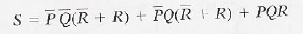 S = P̅ Q̅(R̅ + R) + P̅Q(R̅ + R) + PQR